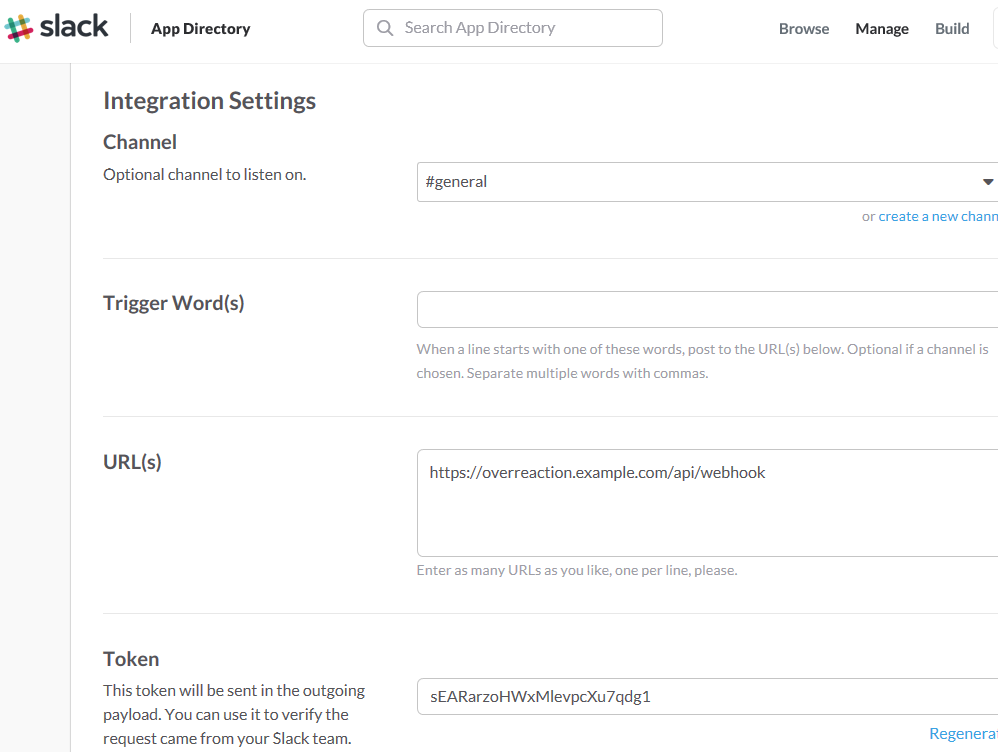 slack App Directory Search App Directory Browse Manage Build
Integration Settings
Channel
Optional channel to listen on.
#general
or create a new chann
Trigger Word(s)
When a line starts with one of these words, post to the URL(s) below. Optional if a channel is
chosen. Separate multiple words with commas.
URL(s)
https://overreaction.example.com/api/webhook
Enter as many URLs as you like, one per line, please.
Token
This token will be sent in the outgoing
payload. You can use it to verify the
request came from your Slack team.
sEARarzoHWxMlevpcXu7qdg1
Regenerat